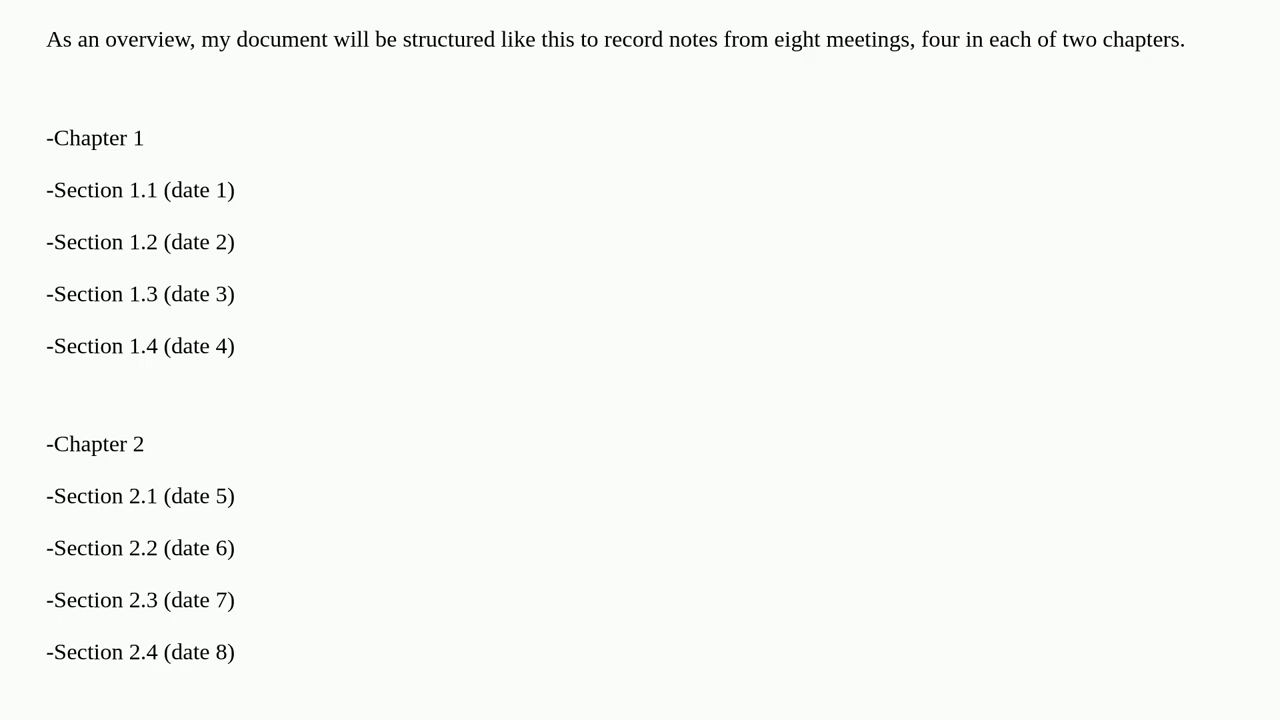 As an overview, my document will be structured like this to record notes from eight meetings, four in each of two chapters.
-Chapter 1
-Section 1.1 (date 1)
-Section 1.2 (date 2)
-Section 1.3 (date 3)
-Section 1.4 (date 4)
-Chapter 2
-Section 2.1 (date 5)
-Section 2.2 (date 6)
-Section 2.3 (date 7)
-Section 2.4 (date 8)